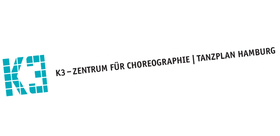 K3
K3 – ZENTRUM FÜR CHOREOGRAPHIE | TANZPLAN HAMBURG